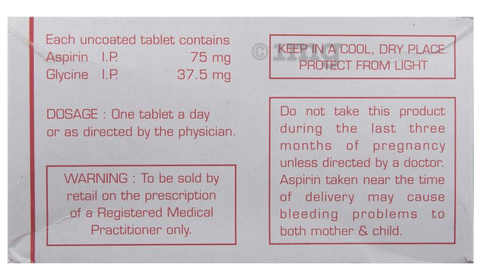 Each uncoated tablet contains
Aspirin I.P. 75 mg
Glycine I.P. 37.5 mg
DOSAGE : One tablet a day
or as directed by the physician.
WARNING : To be sold by
retail on the prescription
of a Registered Medical
Practitioner only.
KEEP IN A COOL, DRY PLACE.
PROTECT FROM LIGHT
Do not take this product
during the last three
months of pregnancy
unless directed by a doctor.
Aspirin taken near the time
of delivery may cause
bleeding problems to
both mother & child.
© 1mg